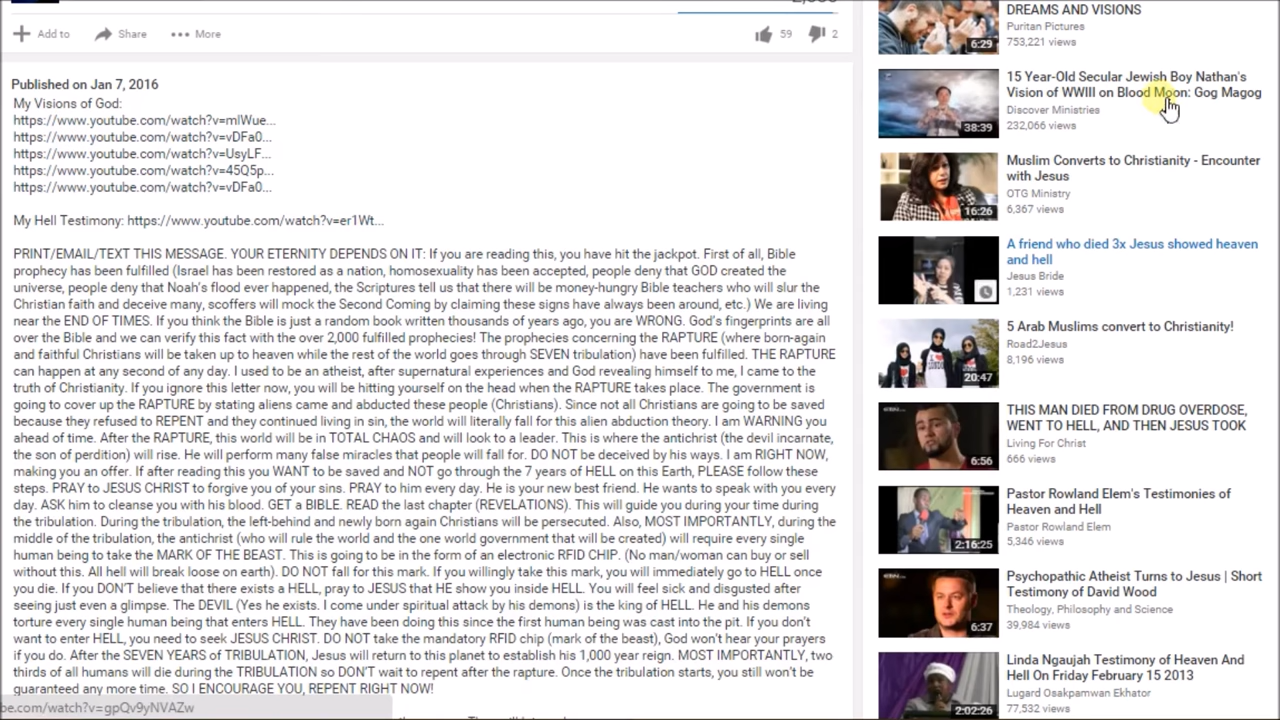 Add to
Share
More
59
2
Published on Jan 7, 2016
My Visions of God:
https://www.youtube.com/watch?v=mlWue...
https://www.youtube.com/watch?v=vDFa0...
https://www.youtube.com/watch?v=UsyLF...
https://www.youtube.com/watch?v=45Q5p...
https://www.youtube.com/watch?v=vDFa0...
My Hell Testimony: https://www.youtube.com/watch?v=r1Wt...
PRINT/EMAIL/TEXT THIS MESSAGE. YOUR ETERNITY DEPENDS ON IT: If you are reading this, you have hit the jackpot. First of all, Bible
prophecy has been fulfilled (Israel has been restored as a nation, homosexuality has been accepted, people deny that GOD created the
universe, people deny that Noah's flood ever happened, the Scriptures tell us that there will be money-hungry Bible teachers who will slur the
Christian faith and deceive many, scoffers will mock the Second Coming by claiming these signs have always been around, etc.) We are living
near the END OF TIMES. If you think the Bible is just a random book written thousands of years ago, you are WRONG. God's fingerprints are all
over the Bible and we can verify this fact with the over 2,000 fulfilled prophecies! The prophecies concerning the RAPTURE (where born-again
and faithful Christians will be taken up to heaven while the rest of the world goes through SEVEN tribulation) have been fulfilled. THE RAPTURE
can happen at any second of any day. I used to be an atheist, after supernatural experiences and God revealing himself to me, I came to the
truth of Christianity. If you ignore this letter, you will be hitting yourself on the head when the RAPTURE takes place. The government is
going to cover up the RAPTURE by saying aliens came and abducted these people (Christians). Since not all Christians are going to be saved
because they refused to REPENT and they continued living in sin, the world will literally fall for this alien abduction theory. I am WARNING you
ahead of time. After the RAPTURE, this world will be in TOTAL CHAOS and will look to a leader. This is where the antichrist (the devil incarnate,
the son of perdition) will rise. He will perform many miracles that people will fall for. DO NOT be deceived by his ways. I am RIGHT NOW,
making you an offer. If after reading this you WANT to be saved and NOT go through the 7 years of HELL on this Earth, PLEASE follow these
steps. PRAY to JESUS CHRIST to forgive you of your sins. PRAY to him every day. He is your new best friend. He wants to speak with you every
day. ASK him to cleanse you with his blood. GET a BIBLE. READ the last chapter (REVELATIONS). This will guide you during your time during
the tribulation. During the tribulation, the left-behind and newly born again Christians will be persecuted. Also, MOST IMPORTANTLY, during the
middle of the tribulation, the antichrist (who will rule the world in the one world government that will be created) will require every single
human being to take the MARK OF THE BEAST. This is going to be in the form of an electronic RFID CHIP. (No man/woman can buy or sell
without this. All hell will break loose on earth). DO NOT fall for this mark. If you willingly take this mark, you will immediately go to HELL once
you die. If you DON'T believe that there exists a HELL, pray to JESUS that HE show you inside HELL. You will feel sick and disgusted after
seeing just even a glimpse. The DEVIL (Yes he exists. I come under spiritual attack by his demons) is the king of HELL. He and his demons
torture every single human being that enters HELL. They have been doing this since the first human being was cast into the pit. If you don't
want to enter HELL, you need to seek JESUS CHRIST. DO NOT take the mandatory RFID chip (mark of the beast), God won't hear your prayers
if you do. After the SEVEN YEARS OF TRIBULATION, Jesus will return to this planet to establish his 1,000 year reign. MOST IMPORTANTLY, two
thirds of all humans will die during the TRIBULATION so DON'T wait to repent after the rapture. Once the tribulation starts, you still won't be
guaranteed any more time. SO I ENCOURAGE YOU, REPENT RIGHT NOW!
be.com/watch?v=gpQv9yNVAZw
DREAMS AND VISIONS
Puritan Pictures
753,221 views
6:29
15 Year-Old Secular Jewish Boy Nathan's
Vision of WWIII on Blood Moon: Gog Magog
Discover Ministries
232,066 views
38:39
Muslim Converts to Christianity - Encounter
with Jesus
OTG Ministry
6,367 views
16:26
A friend who died 3x Jesus showed heaven
and hell
Jesus Bride
1,231 views
5 Arab Muslims convert to Christianity!
Road2Jesus
8,196 views
20:47
THIS MAN DIED FROM DRUG OVERDOSE,
WENT TO HELL, AND THEN JESUS TOOK
Living For Christ
666 views
6:56
Pastor Rowland Elem's Testimonies of
Heaven and Hell
Pastor Rowland Elem
5,346 views
2:16:25
Psychopathic Atheist Turns to Jesus | Short
Testimony of David Wood
Theology, Philosophy and Science
39,984 views
6:37
Linda Ngaujah Testimony of Heaven And
Hell On Friday February 15 2013
Lugard Osakpamwan Ekhator
77,532 views
2:02:26